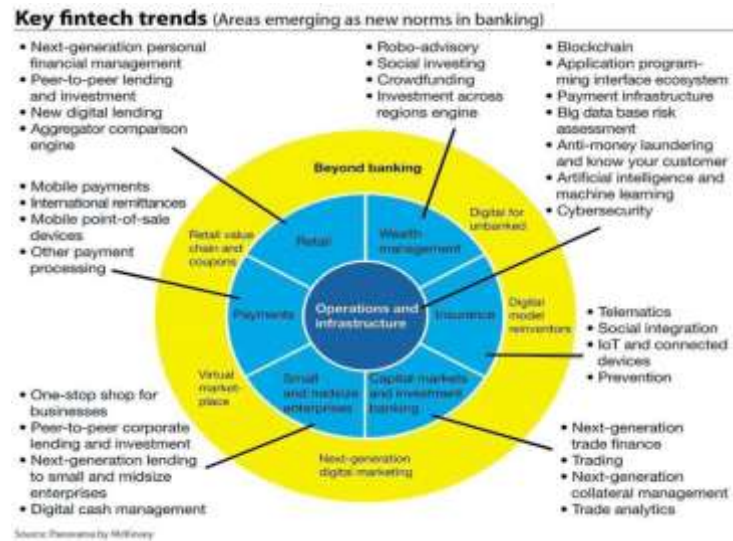 Key fintech trends (Areas emerging as new norms in banking)
• Next-generation personal
financial management
• Peer-to-peer lending
and investment
• New digital lending
• Aggregator comparison
engine
• Robo-advisory
• Social investing
• Crowdfunding
• Investment across
regions engine
• Blockchain
• Application program-
ming interface ecosystem
• Payment infrastructure
• Big data base risk
assessment
• Anti-money laundering
and know your customer
• Artificial intelligence and
machine learning
• Cybersecurity
• Mobile payments
• International remittances
• Mobile point-of-sale
devices
• Other payment
processing
Beyond banking
Retail value
chain and
coupons
Retail
Wealth
management
Digital for
unbanked
Payments
Operations and
infrastructure
Insurance
Digital
model
reinventors
Virtual
market-
place
Small
and midsize
enterprises
Capital markets
and investment
banking
Next-generation
digital marketing
• Telematics
• Social integration
• IoT and connected
devices
• Prevention
• One-stop shop for
businesses
• Peer-to-peer corporate
lending and investment
• Next-generation lending
to small and midsize
enterprises
• Digital cash management
• Next-generation
trade finance
• Trading
• Next-generation
collateral management
• Trade analytics
Source: Panorama by McKinsey